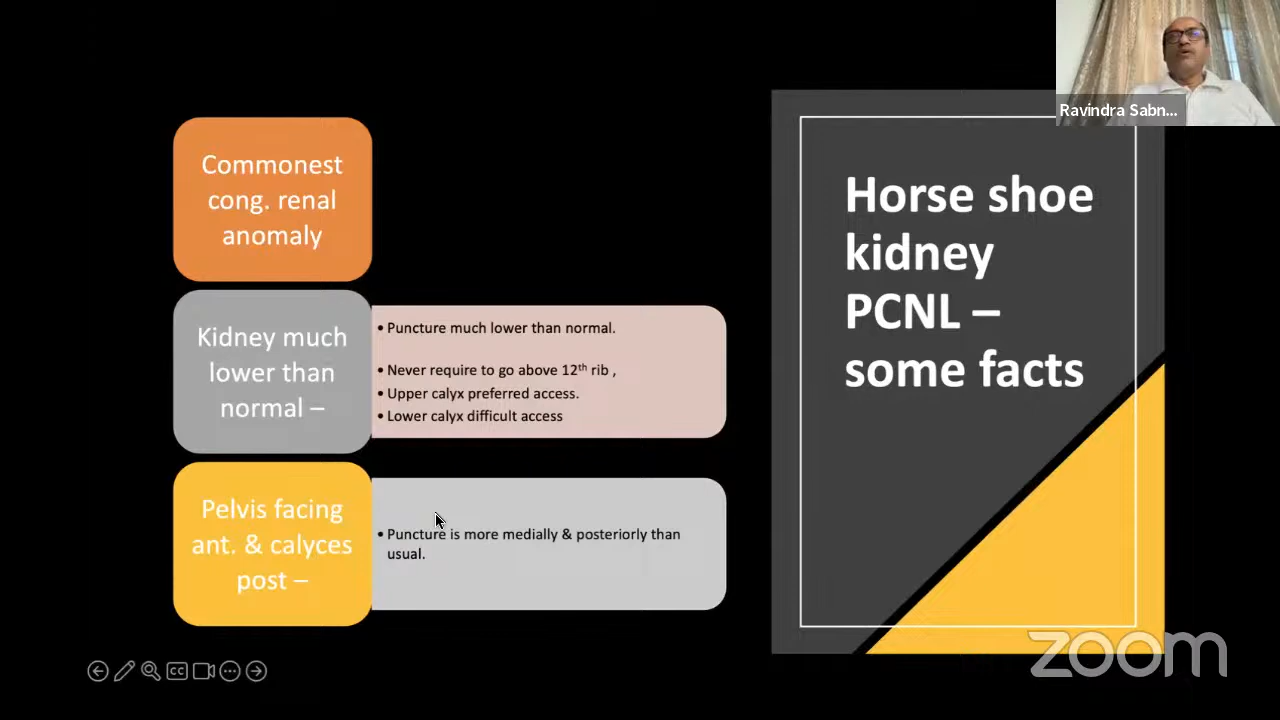 Commonest
cong. renal
anomaly
Kidney much
lower than
normal –
• Puncture much lower than normal.
• Never require to go above 12th rib ,
• Upper calyx preferred access.
• Lower calyx difficult access
Pelvis facing
ant. & calyces
post –
• Puncture is more medially & posteriorly than
usual.
Horse shoe
kidney
PCNL –
some facts
Ravindra Sabn...
CC
zoom